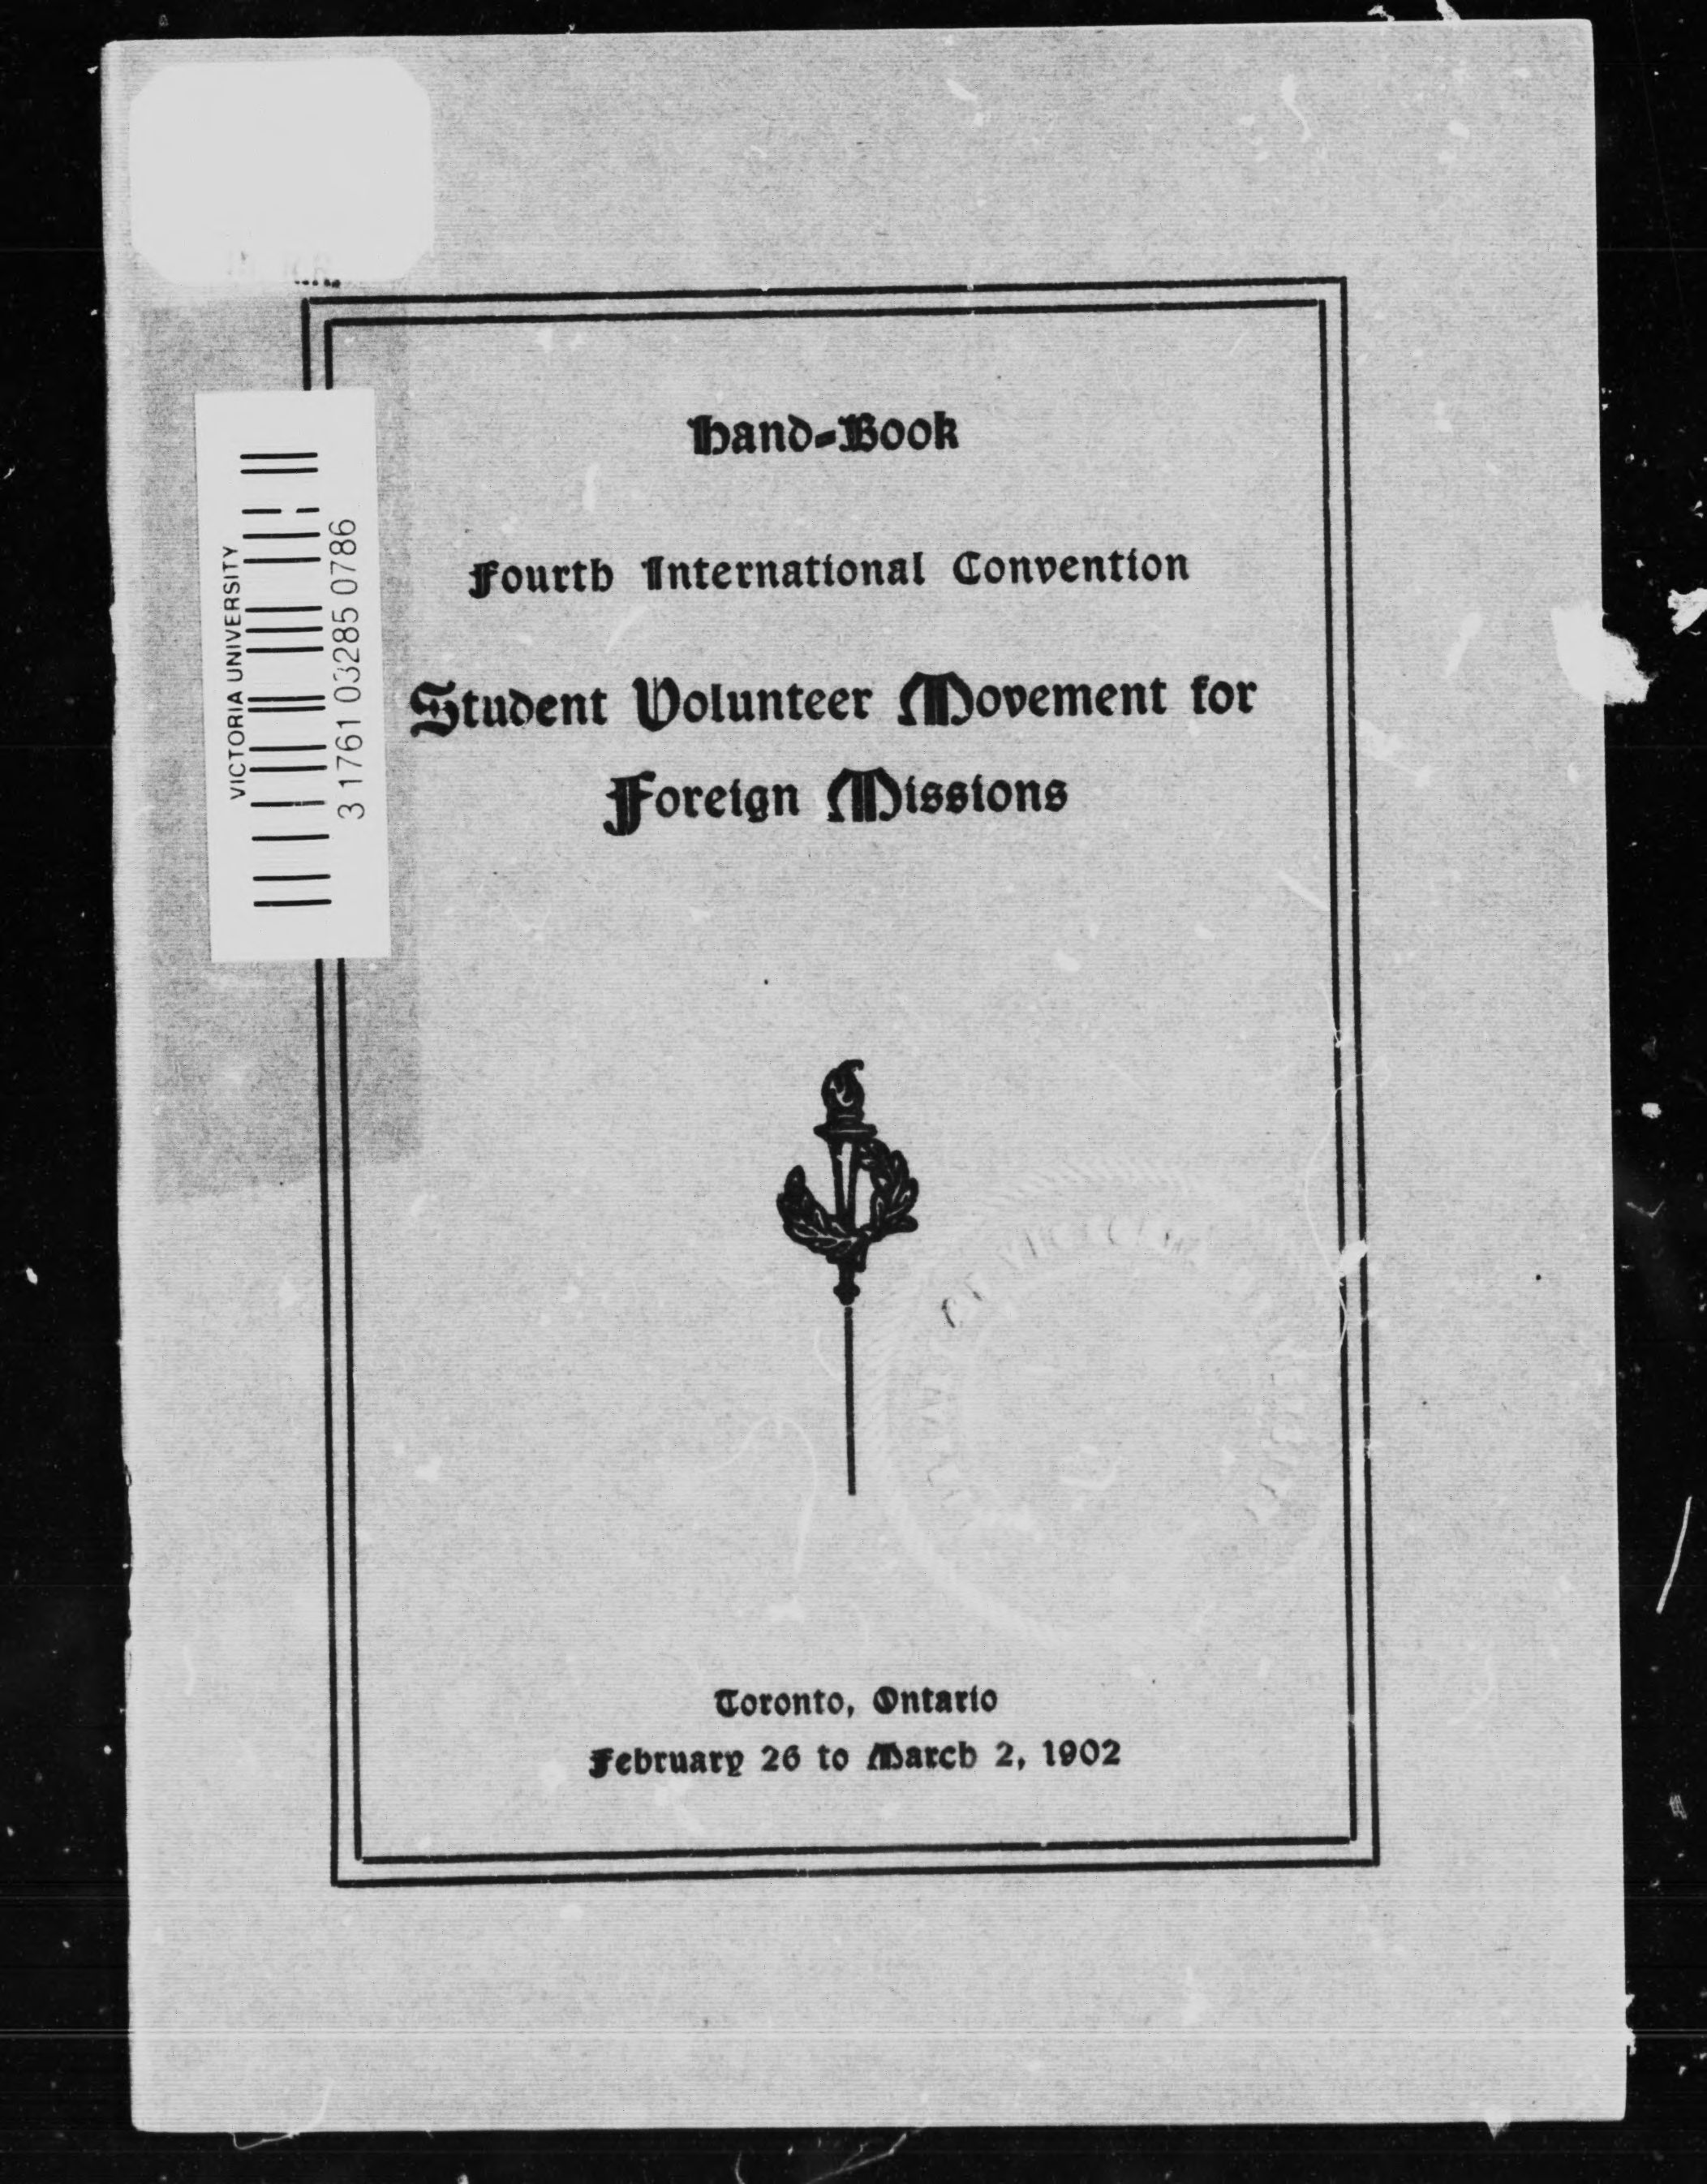 Hand-Book
Fourth International Convention
Student Volunteer Movement for
Foreign Missions
VICTORIA UNIVERSITY
3 1761 03285 0786
Toronto, Ontario
February 26 to March 2, 1902